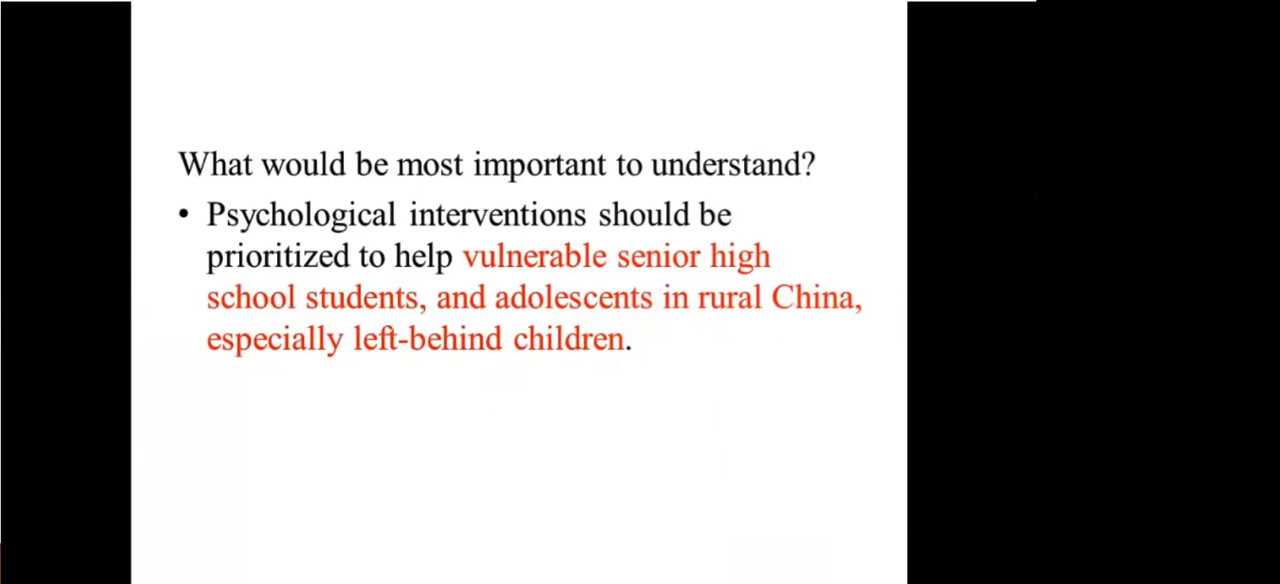 What would be most important to understand?
• Psychological interventions should be
prioritized to help vulnerable senior high
school students, and adolescents in rural China,
especially left-behind children.